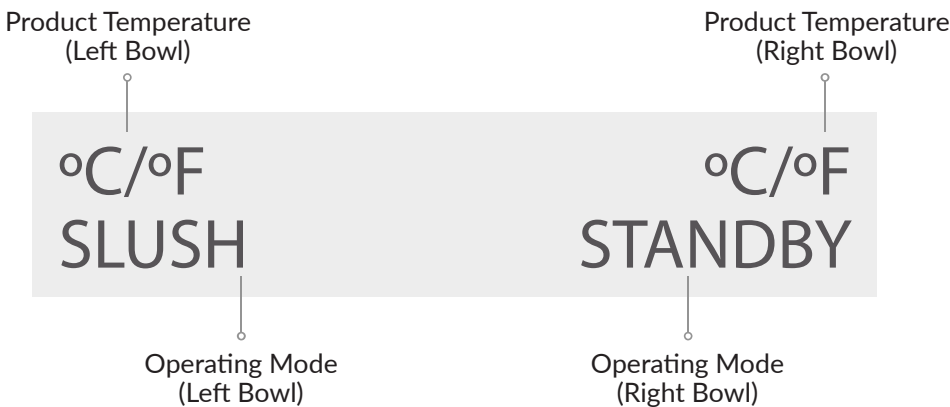 Product Temperature
(Left Bowl)
Product Temperature
(Right Bowl)
ºC/ºF
ºC/ºF
SLUSH
STANDBY
Operating Mode
(Left Bowl)
Operating Mode
(Right Bowl)